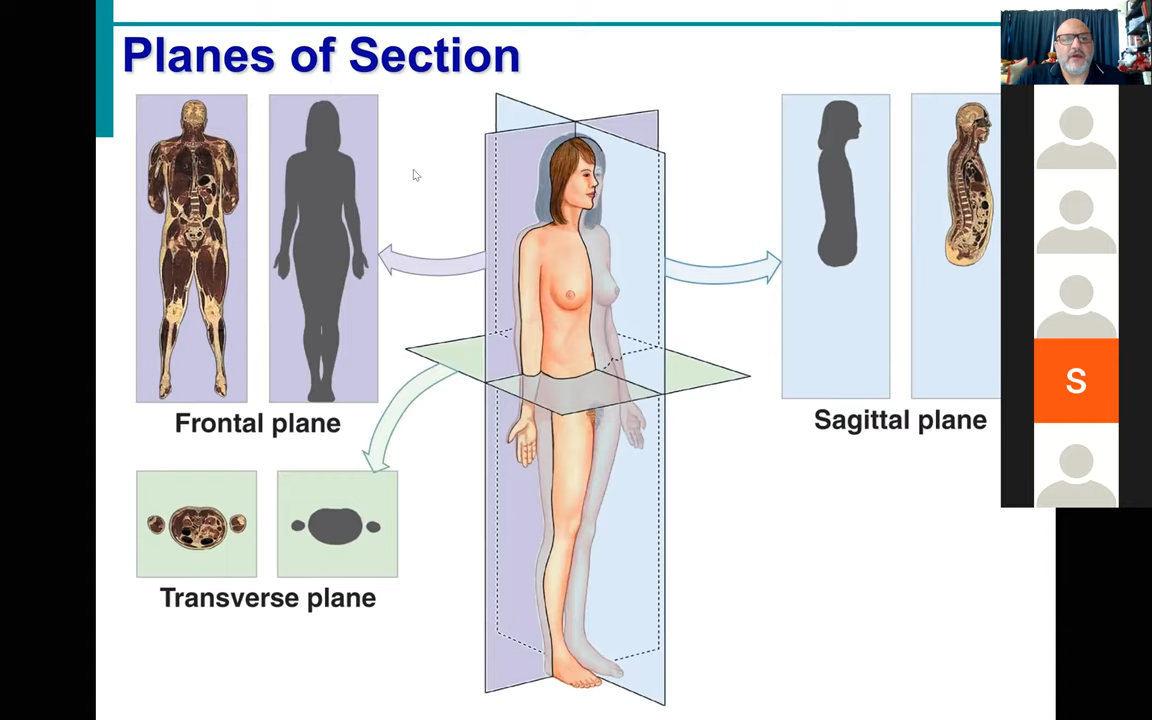 Planes of Section
Frontal plane
Sagittal plane
S
Transverse plane